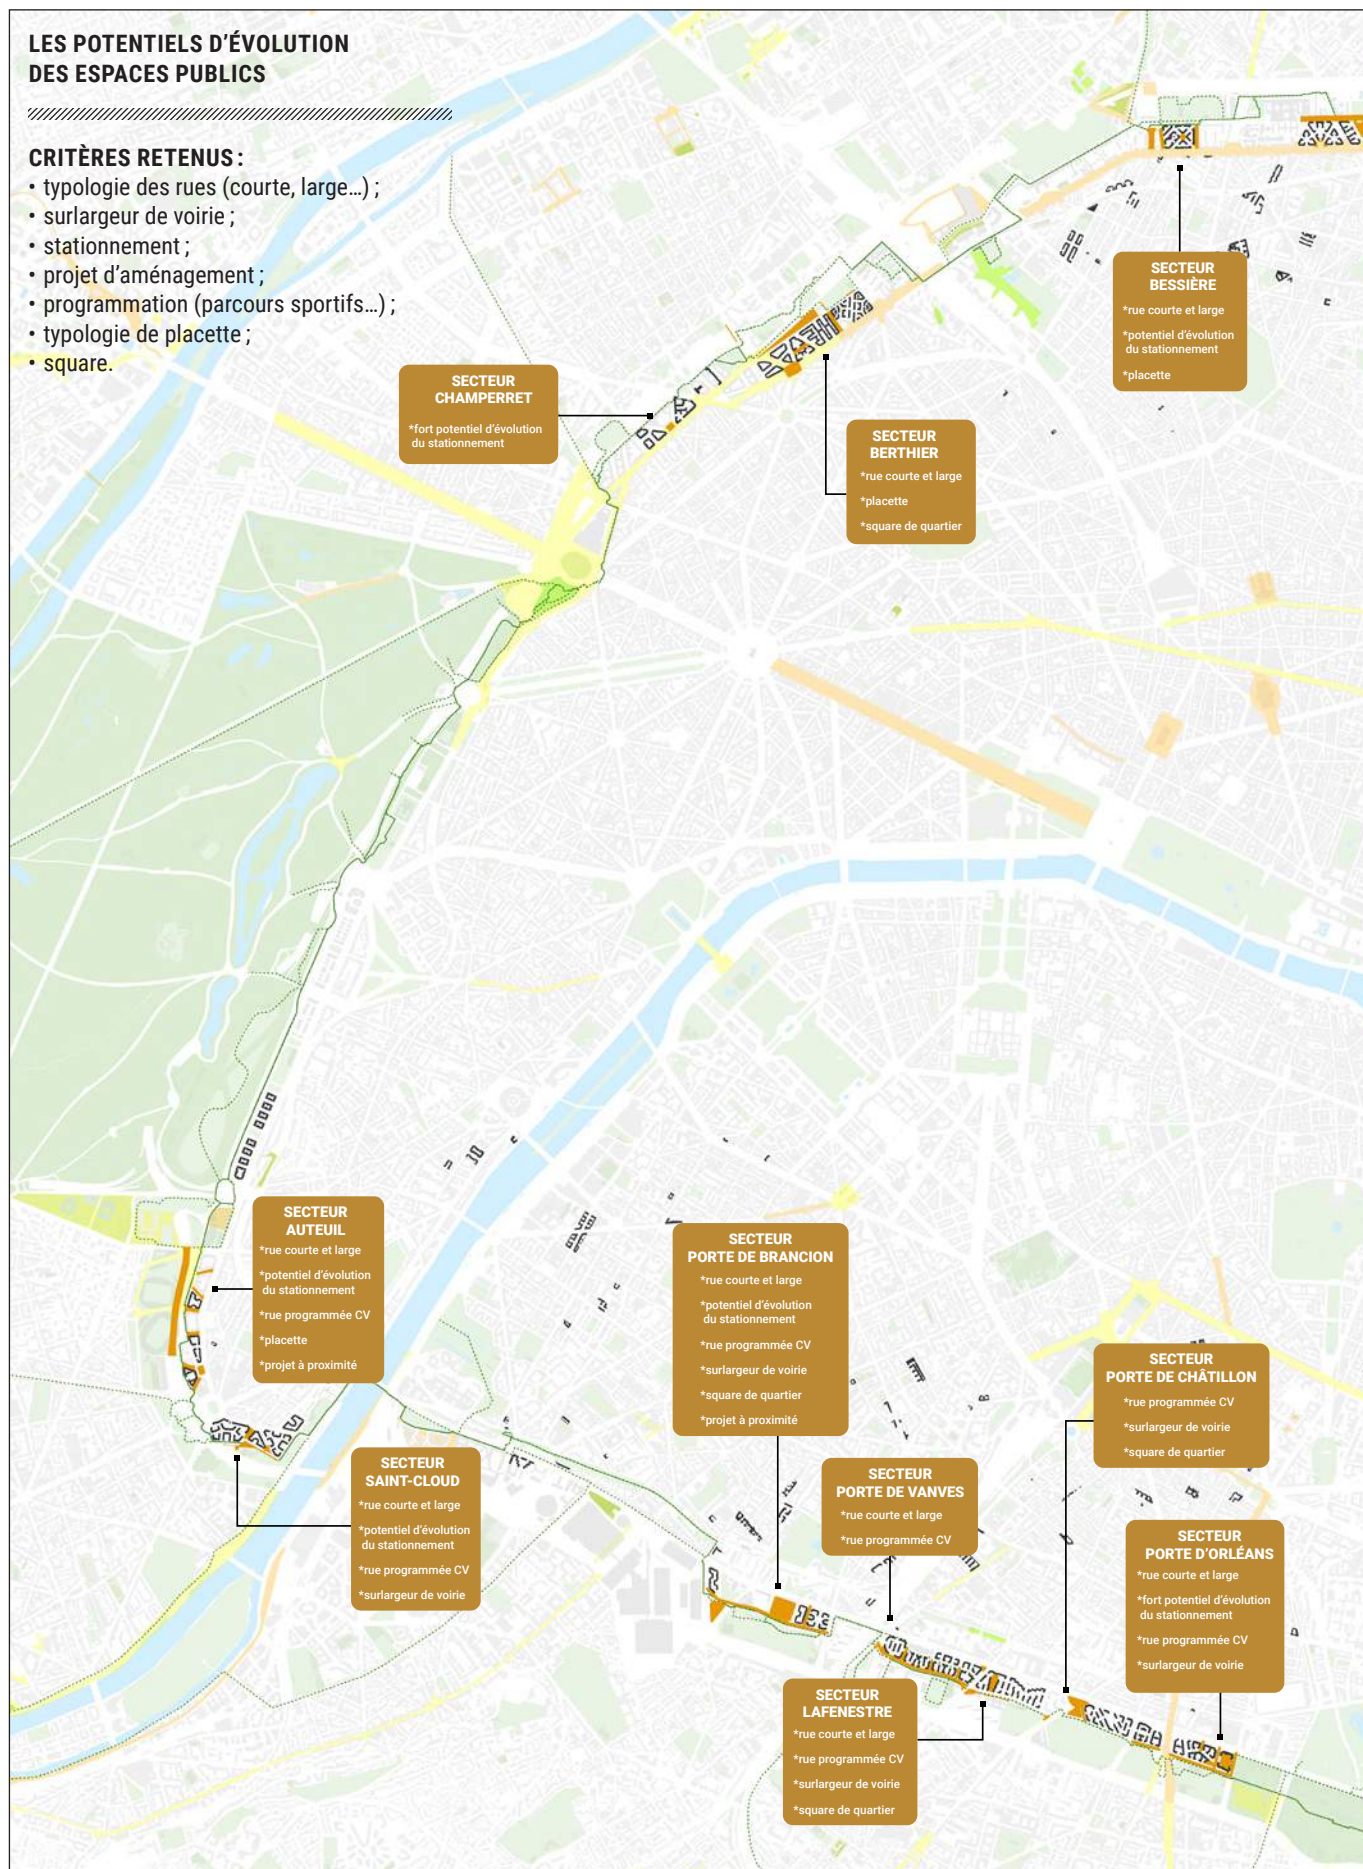 LES POTENTIELS D'ÉVOLUTION
DES ESPACES PUBLICS
CRITÈRES RETENUS :
• typologie des rues (courte, large…) ;
• surlargeur de voirie ;
• stationnement ;
• projet d'aménagement ;
• programmation (parcours sportifs…) ;
• typologie de placette ;
• square.
SECTEUR
BESSIÈRE
*rue courte et large
*potentiel d'évolution
du stationnement
*placette
SECTEUR
CHAMPERRET
*fort potentiel d'évolution
du stationnement
SECTEUR
BERTHIER
*rue courte et large
*placette
*square de quartier
SECTEUR
AUTEUIL
*rue courte et large
*potentiel d'évolution
du stationnement
*rue programmée CV
*placette
*projet à proximité
SECTEUR
PORTE DE BRANCION
*rue courte et large
*potentiel d'évolution
du stationnement
*rue programmée CV
*surlargeur de voirie
*square de quartier
*projet à proximité
SECTEUR
PORTE DE CHÂTILLON
*rue programmée CV
*surlargeur de voirie
*square de quartier
SECTEUR
SAINT-CLOUD
*rue courte et large
*potentiel d'évolution
du stationnement
*rue programmée CV
*surlargeur de voirie
SECTEUR
PORTE DE VANVES
*rue courte et large
*rue programmée CV
SECTEUR
PORTE D'ORLÉANS
*rue courte et large
*fort potentiel d'évolution
du stationnement
*rue programmée CV
*surlargeur de voirie
SECTEUR
LAFENESTRE
*rue courte et large
*rue programmée CV
*surlargeur de voirie
*square de quartier